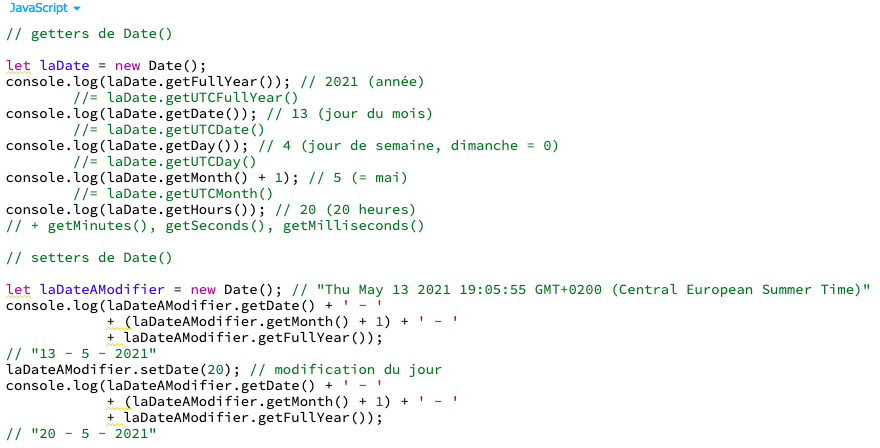 JavaScript
// getters de Date()
let laDate = new Date();
console.log(laDate.getFullYear()); // 2021 (année)
//= laDate.getUTCFullYear()
console.log(laDate.getDate()); // 13 (jour du mois)
//= laDate.getUTCDate()
console.log(laDate.getDay()); // 4 (jour de semaine, dimanche = 0)
//= laDate.getUTCDay()
console.log(laDate.getMonth() + 1); // 5 (= mai)
//= laDate.getUTCMonth()
console.log(laDate.getHours()); // 20 (20 heures)
// + getMinutes(), getSeconds(), getMilliseconds()
// setters de Date()
let laDateAModifier = new Date(); // "Thu May 13 2021 19:05:55 GMT+0200 (Central European Summer Time)"
console.log(laDateAModifier.getDate() + ' - '
+ (laDateAModifier.getMonth() + 1) + ' - '
+ laDateAModifier.getFullYear());
// "13 - 5 - 2021"
laDateAModifier.setDate(20); // modification du jour
console.log(laDateAModifier.getDate() + ' - '
+ (laDateAModifier.getMonth() + 1) + ' - '
+ laDateAModifier.getFullYear());
// "20 - 5 - 2021"